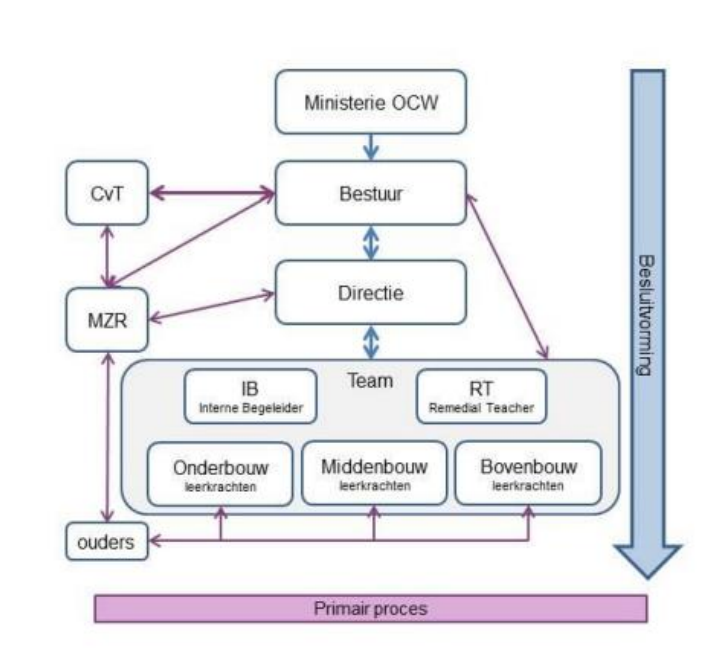 Ministerie OCW
CvT
Bestuur
Directie
MZR
Team
IB
Interne Begeleider
RT
Remedial Teacher
Onderbouw
leerkrachten
Middenbouw
leerkrachten
Bovenbouw
leerkrachten
ouders
Besluitvorming
Primair proces